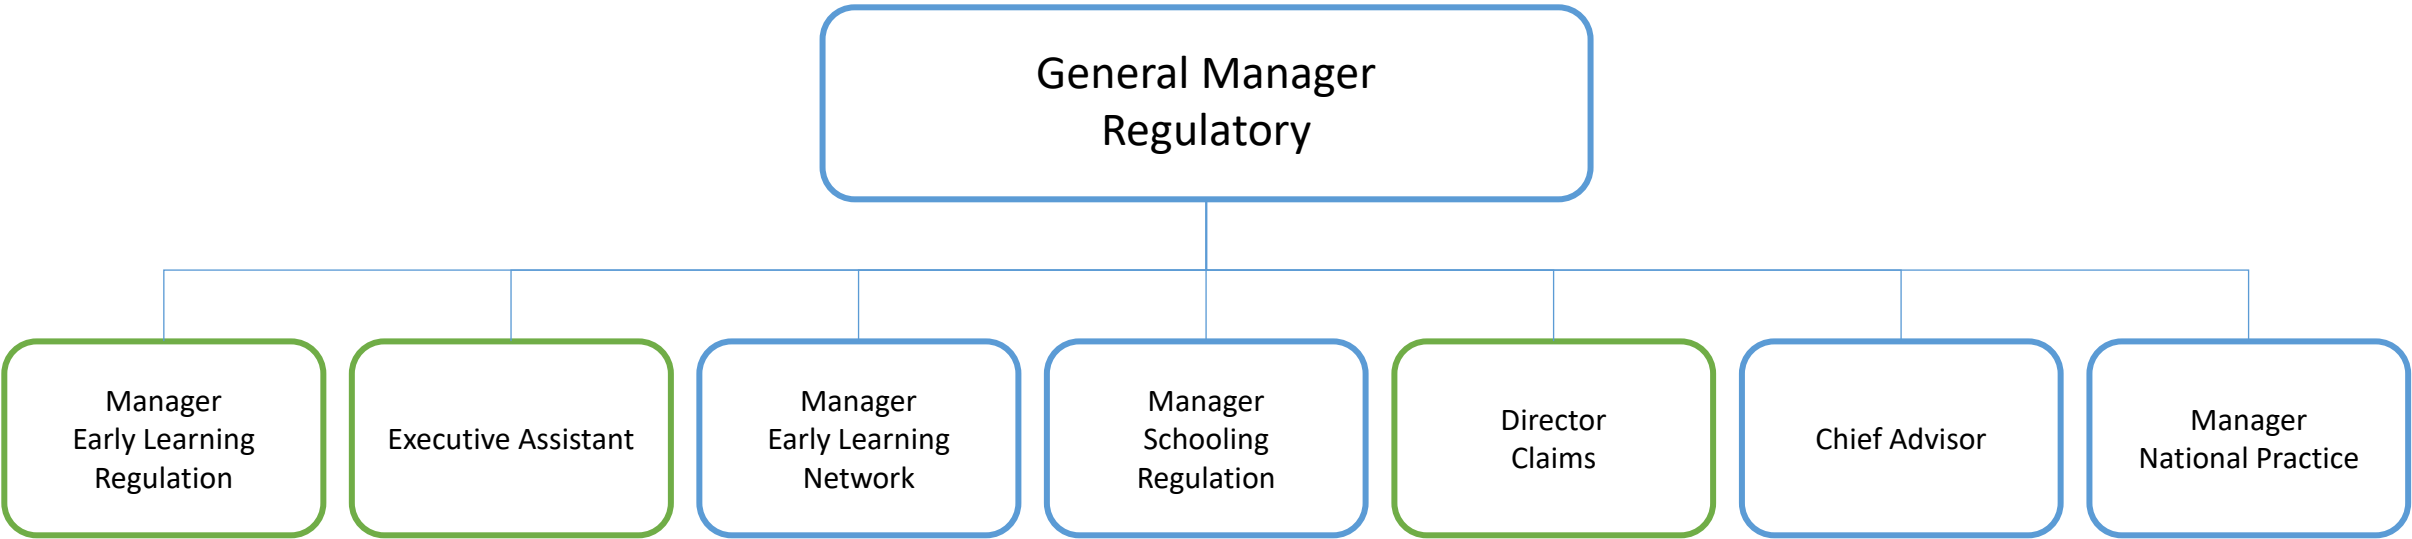 General Manager
Regulatory
Manager
Early Learning
Regulation
Executive Assistant
Manager
Early Learning
Network
Manager
Schooling
Regulation
Director
Claims
Chief Advisor
Manager
National Practice